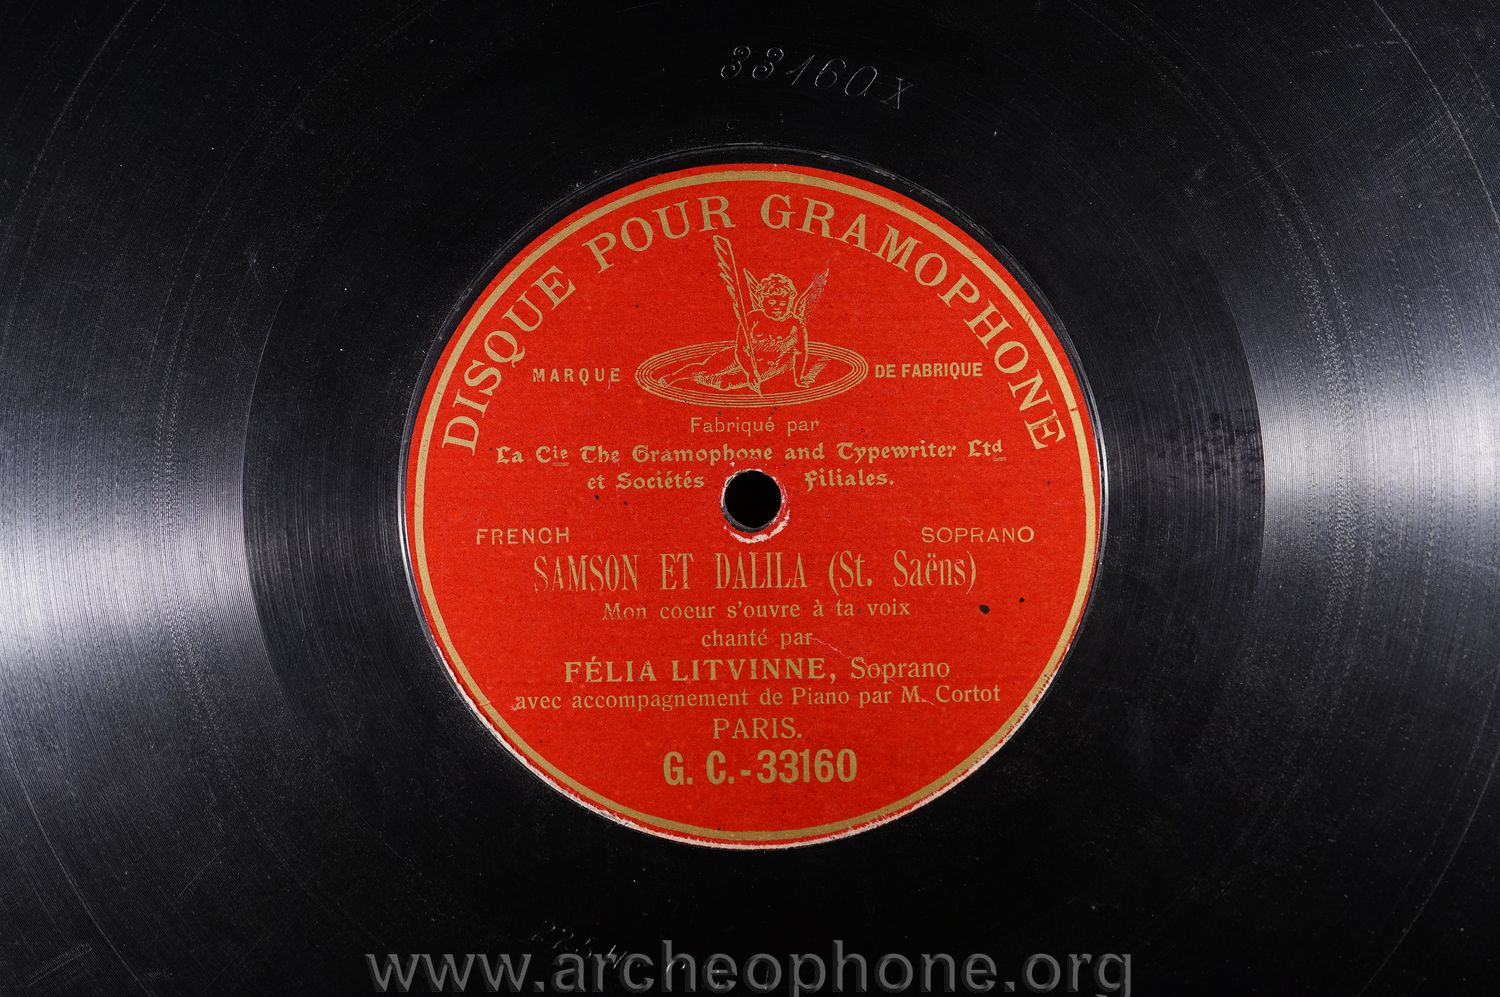 33160X
DISQUE POUR GRAMOPHONE
MARQUE DE FABRIQUE
Fabriqué par
La Cie The Gramophone and Typewriter Ltd
et Sociétés Filiales.
FRENCH SOPRANO
SAMSON ET DALILA (St. Saëns)
Mon coeur s'ouvre à ta voix
chanté par
FÉLIA LITVINNE, Soprano
avec accompagnement de Piano par M. Cortot
PARIS.
G. C.-33160
www.archeophone.org